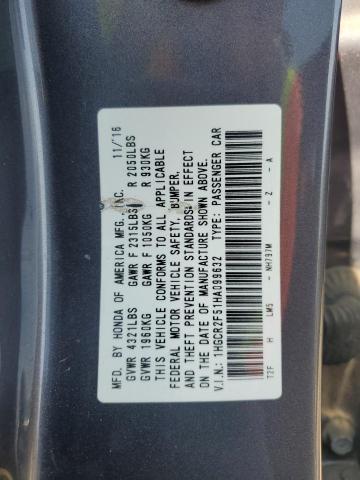 MFD. BY HONDA OF AMERICA MFG., INC. 11/'16
GVWR 4321LBS GAWR F 2315LBS R 2050LBS
GVWR 1960KG GAWR F 1050KG R 930KG
THIS VEHICLE CONFORMS TO ALL APPLICABLE
FEDERAL MOTOR VEHICLE SAFETY, BUMPER,
AND THEFT PREVENTION STANDARDS IN EFFECT
ON THE DATE OF MANUFACTURE SHOWN ABOVE.
V.I.N.: 1HGCR2F51HA099632 TYPE: PASSENGER CAR
T2F H LM5 - NH797M - Z - A